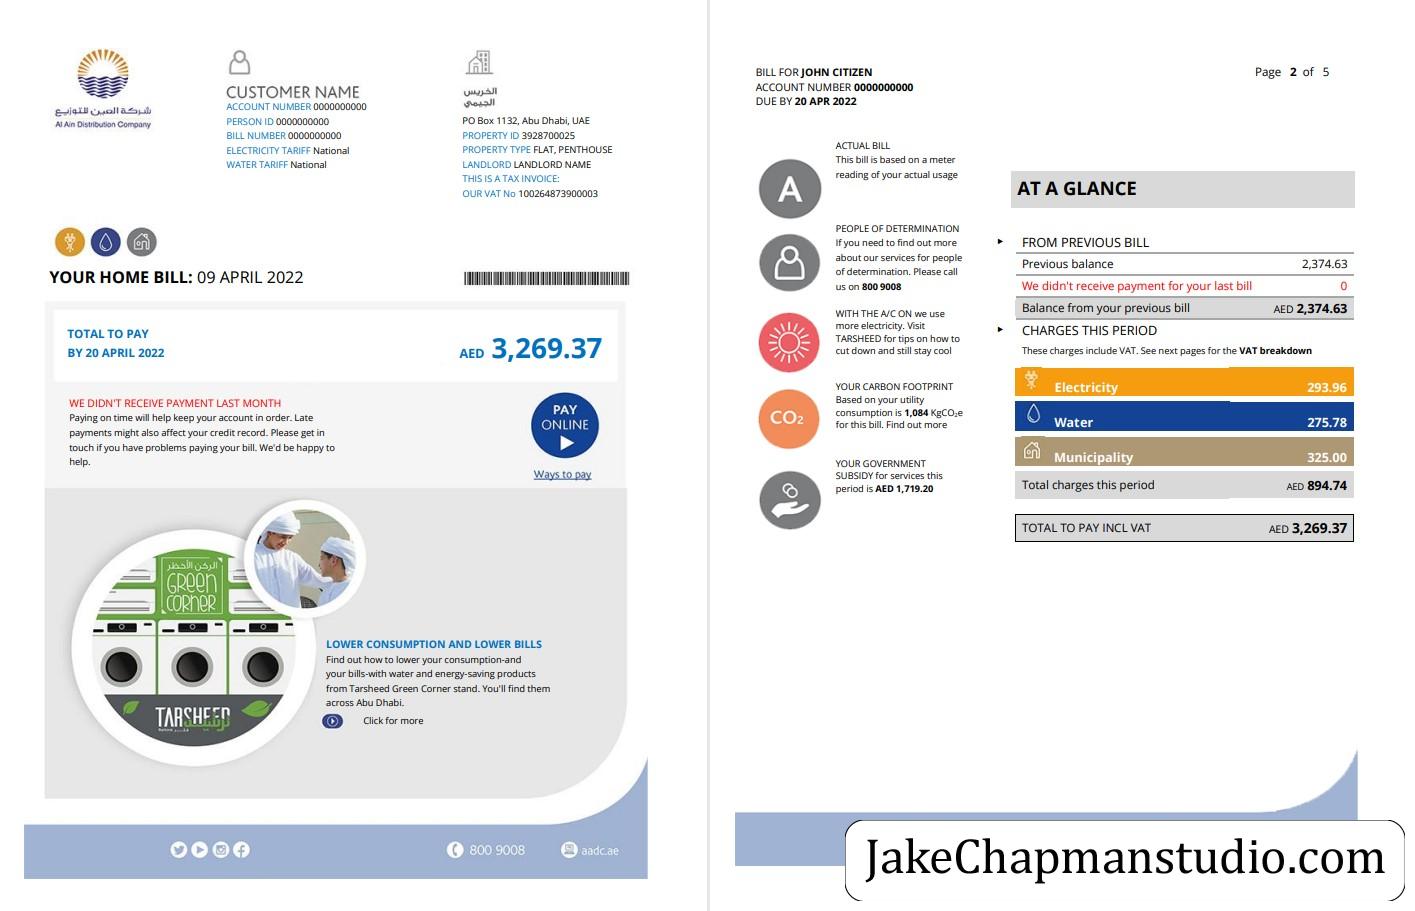 شركة العين للتوزيع
Al Ain Distribution Company
CUSTOMER NAME
ACCOUNT NUMBER 0000000000
PERSON ID 0000000000
BILL NUMBER 0000000000
ELECTRICITY TARIFF National
WATER TARIFF National
الخريس
الجيمي
PO Box 1132, Abu Dhabi, UAE
PROPERTY ID 3928700025
PROPERTY TYPE FLAT, PENTHOUSE
LANDLORD LANDLORD NAME
THIS IS A TAX INVOICE:
OUR VAT No 100264873900003
YOUR HOME BILL: 09 APRIL 2022
TOTAL TO PAY
BY 20 APRIL 2022
AED 3,269.37
WE DIDN'T RECEIVE PAYMENT LAST MONTH
Paying on time will help keep your account in order. Late
payments might also affect your credit record. Please get in
touch if you have problems paying your bill. We'd be happy to
help.
PAY
ONLINE
Ways to pay
الركن الأخضر
GREEN
CORNER
TARSHEED
ترشيد
LOWER CONSUMPTION AND LOWER BILLS
Find out how to lower your consumption-and
your bills-with water and energy-saving products
from Tarsheed Green Corner stand. You'll find them
across Abu Dhabi.
Click for more
800 9008
aadc.ae
BILL FOR JOHN CITIZEN
ACCOUNT NUMBER 0000000000
DUE BY 20 APR 2022
Page 2 of 5
A
ACTUAL BILL
This bill is based on a meter
reading of your actual usage
PEOPLE OF DETERMINATION
If you need to find out more
about our services for people
of determination. Please call
us on 800 9008
WITH THE A/C ON we use
more electricity. Visit
TARSHEED for tips on how to
cut down and still stay cool
CO₂
YOUR CARBON FOOTPRINT
Based on your utility
consumption is 1,084 KgCO₂e
for this bill. Find out more
YOUR GOVERNMENT
SUBSIDY for services this
period is AED 1,719.20
AT A GLANCE
FROM PREVIOUS BILL
Previous balance 2,374.63
We didn't receive payment for your last bill 0
Balance from your previous bill AED 2,374.63
CHARGES THIS PERIOD
These charges include VAT. See next pages for the VAT breakdown
Electricity 293.96
Water 275.78
Municipality 325.00
Total charges this period AED 894.74
TOTAL TO PAY INCL VAT AED 3,269.37
JakeChapmanstudio.com